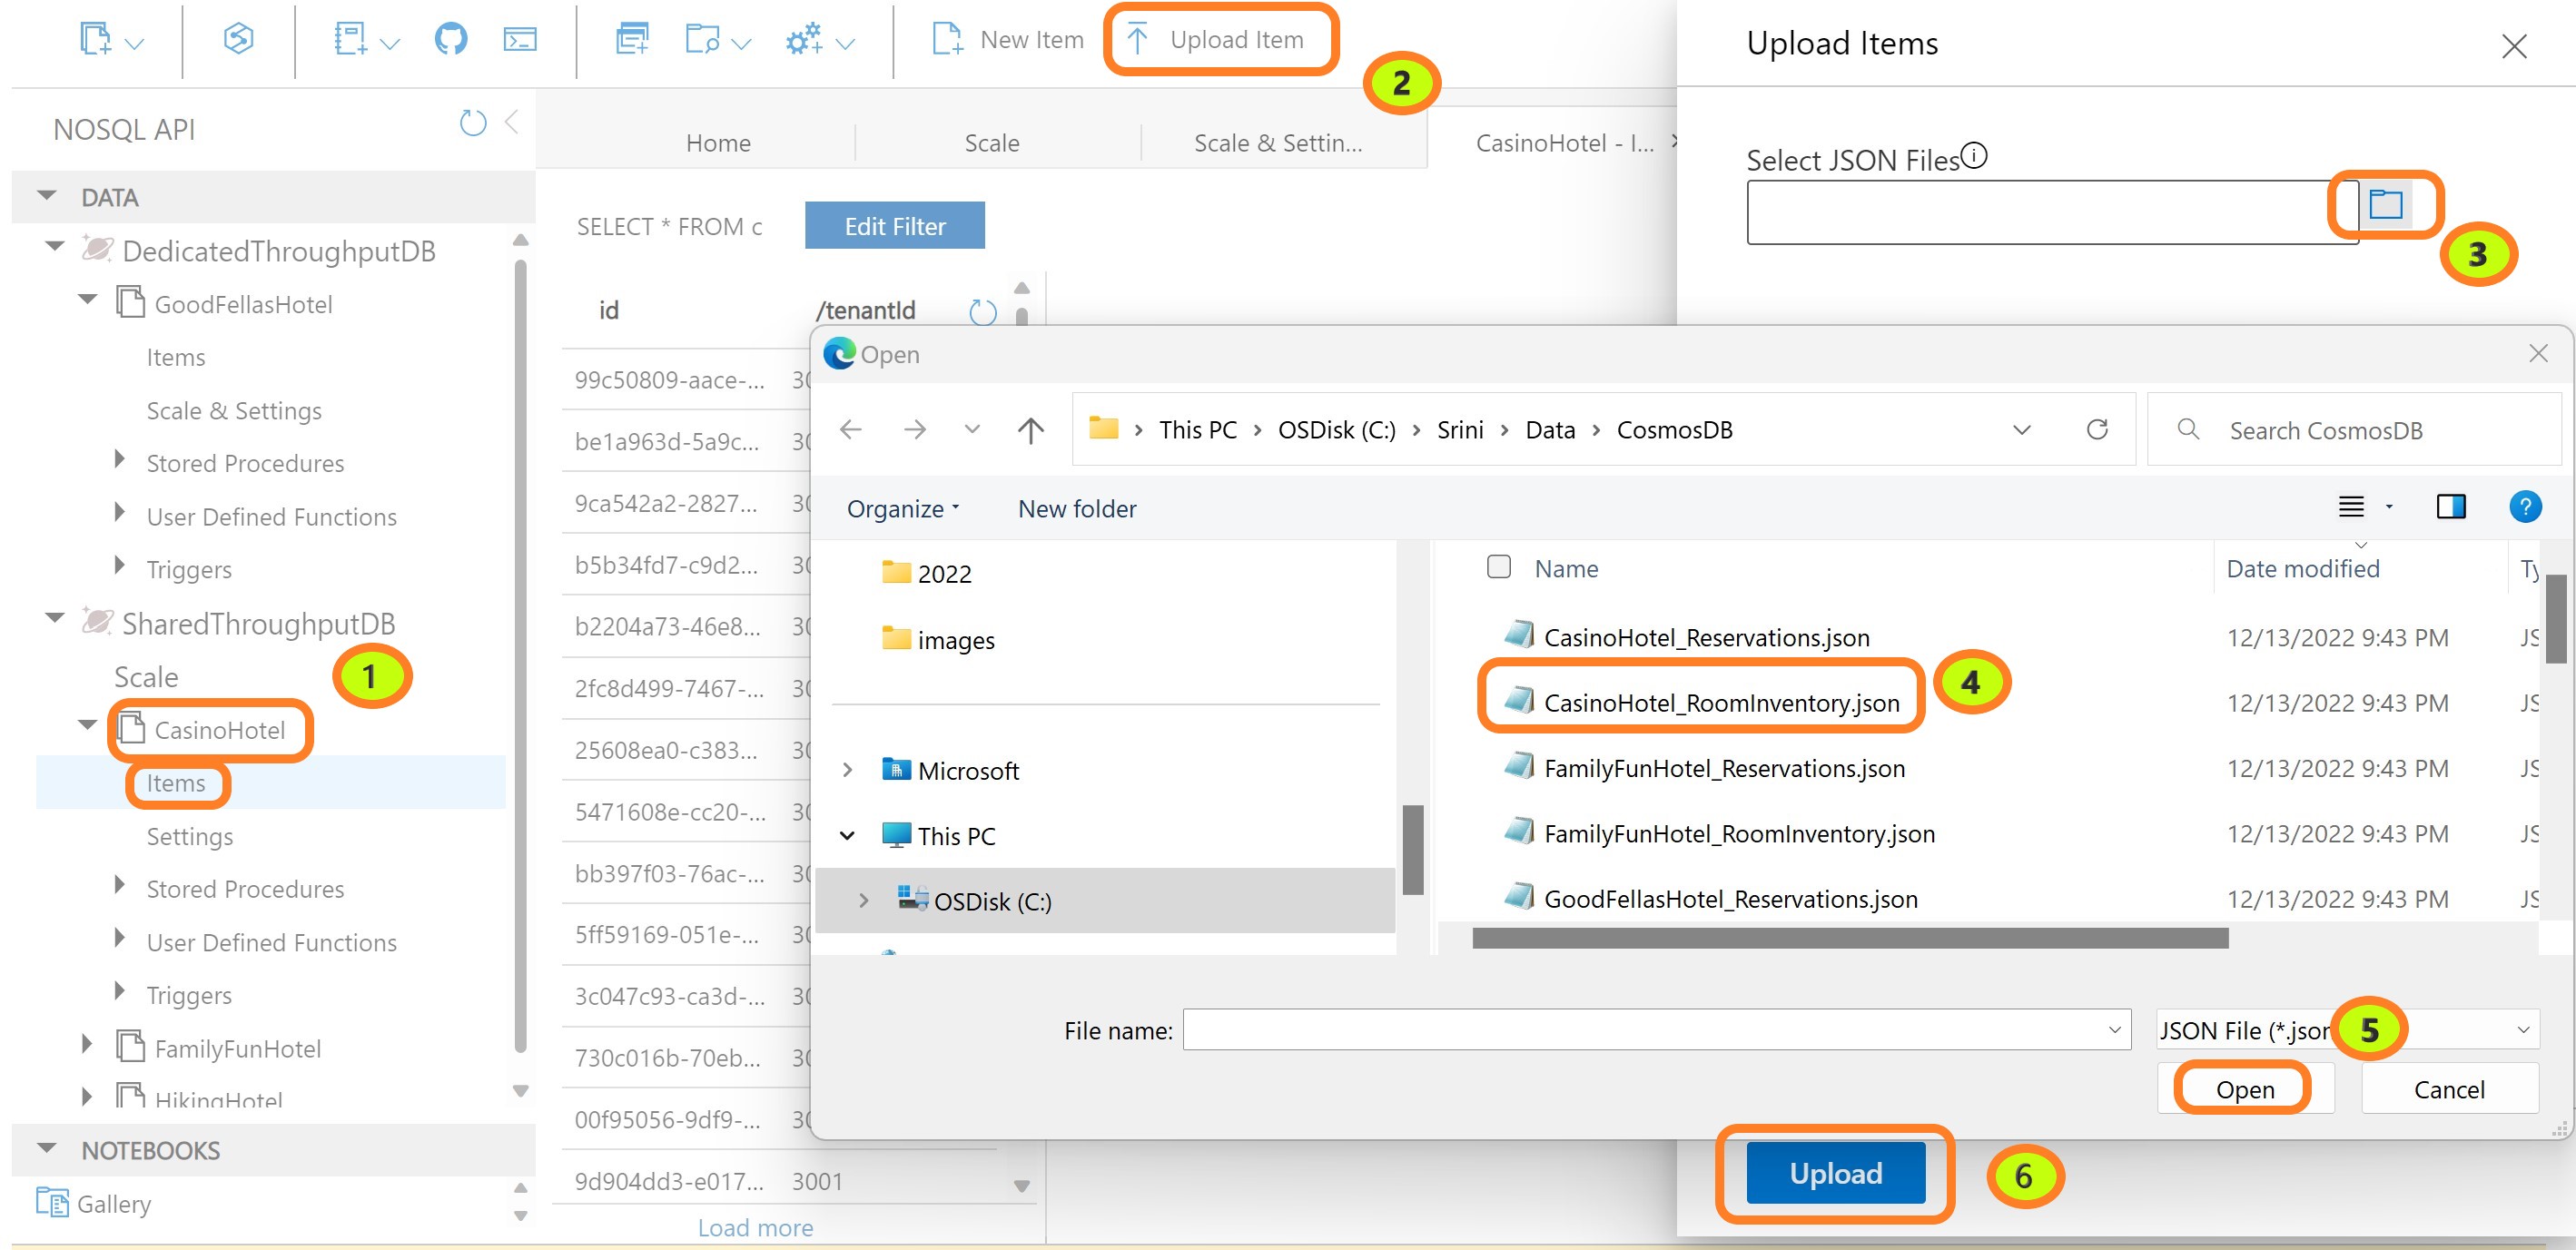 New Item
Upload Item
2
Upload Items
NOSQL API
Home
Scale
Scale & Settin...
CasinoHotel - I...
Select JSON Files
3
DATA
DedicatedThroughputDB
GoodFellasHotel
Items
Scale & Settings
Stored Procedures
User Defined Functions
Triggers
SharedThroughputDB
Scale
1
CasinoHotel
Items
Settings
Stored Procedures
User Defined Functions
Triggers
FamilyFunHotel
HikingHotel
NOTEBOOKS
Gallery
SELECT * FROM c
Edit Filter
id
/tenantId
99c50809-aace-... 30
be1a963d-5a9c... 30
9ca542a2-2827... 30
b5b34fd7-c9d2... 30
b2204a73-46e8... 30
2fc8d499-7467-... 30
25608ea0-c383... 30
5471608e-cc20-... 30
bb397f03-76ac-... 30
5ff59169-051e-... 30
3c047c93-ca3d-... 30
730c016b-70eb... 30
00f95056-9df9-... 30
9d904dd3-e017... 3001
Load more
Open
This PC > OSDisk (C:) > Srini > Data > CosmosDB
Search CosmosDB
Organize
New folder
?
2022
images
Microsoft
This PC
OSDisk (C:)
Name
Date modified
Ty
CasinoHotel_Reservations.json 12/13/2022 9:43 PM JS
CasinoHotel_RoomInventory.json 12/13/2022 9:43 PM JS
4
FamilyFunHotel_Reservations.json 12/13/2022 9:43 PM JS
FamilyFunHotel_RoomInventory.json 12/13/2022 9:43 PM JS
GoodFellasHotel_Reservations.json 12/13/2022 9:43 PM JS
File name:
JSON File (*.json
5
Open
Cancel
Upload
6